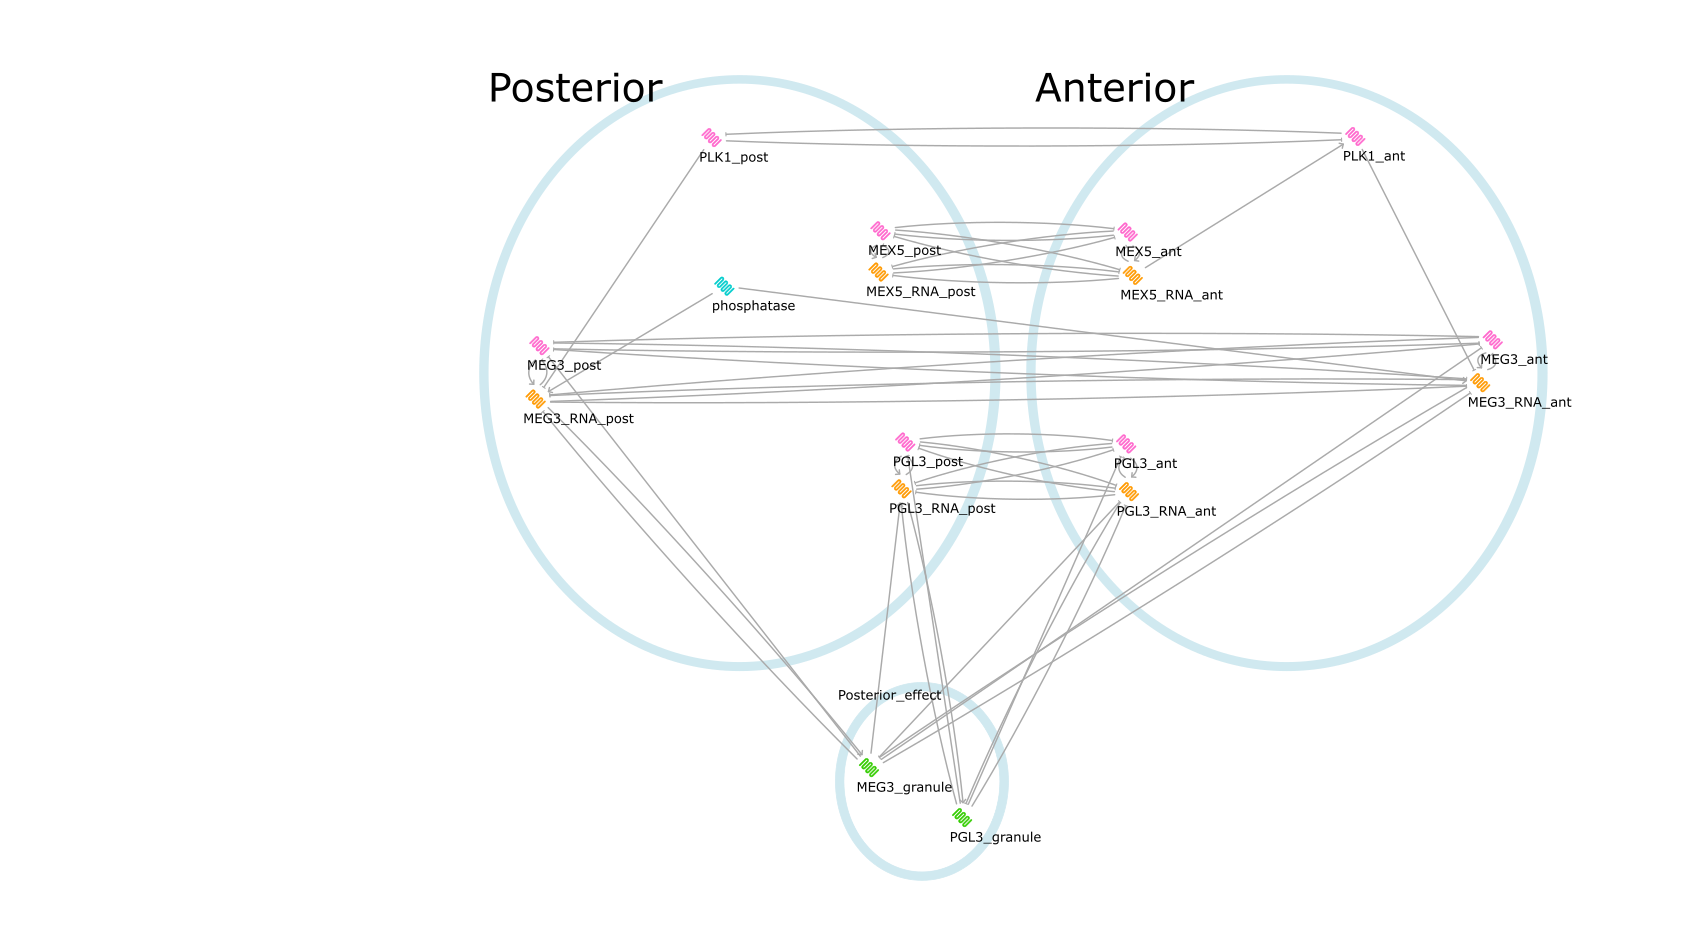 Posterior
Anterior
PLK1_post
PLK1_ant
MEX5_post
MEX5_ant
MEX5_RNA_post
MEX5_RNA_ant
phosphatase
MEG3_post
MEG3_ant
MEG3_RNA_post
MEG3_RNA_ant
PGL3_post
PGL3_ant
PGL3_RNA_post
PGL3_RNA_ant
Posterior_effect
MEG3_granule
PGL3_granule